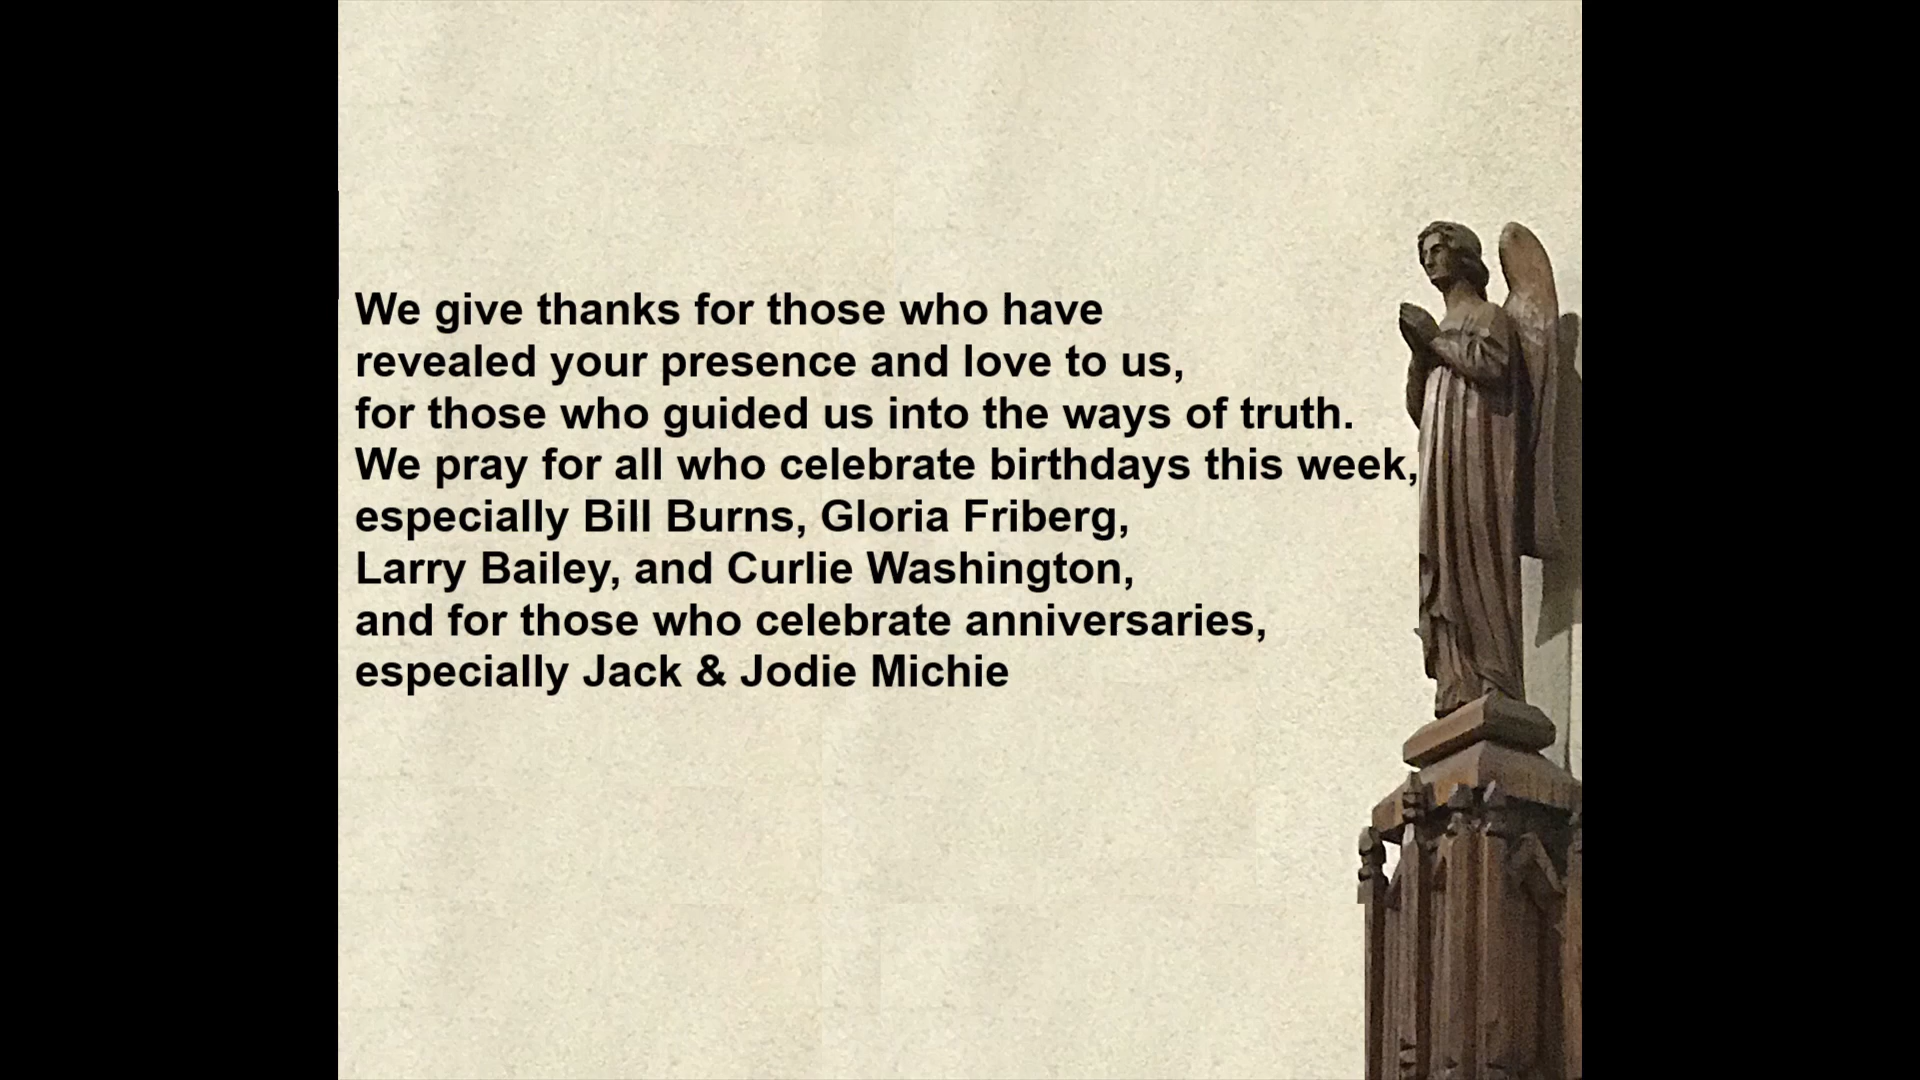 We give thanks for those who have
revealed your presence and love to us,
for those who guided us into the ways of truth.
We pray for all who celebrate birthdays this week,
especially Bill Burns, Gloria Friberg,
Larry Bailey, and Curlie Washington,
and for those who celebrate anniversaries,
especially Jack & Jodie Michie